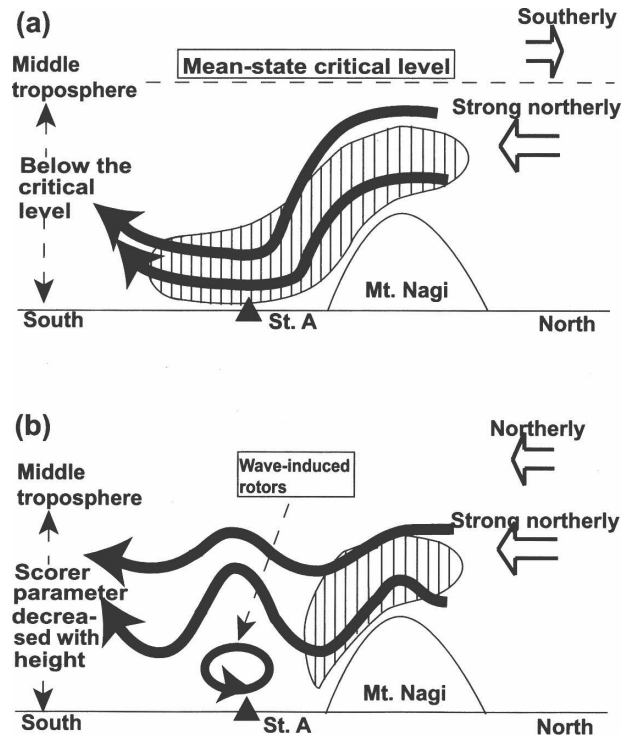 (a)
Southerly
Mean-state critical level
Middle
troposphere
Strong northerly
Below the
critical
level
Mt. Nagi
South
St. A
North
(b)
Northerly
Wave-induced
rotors
Middle
troposphere
Strong northerly
Scorer
parameter
decrea-
sed with
height
Mt. Nagi
South
St. A
North